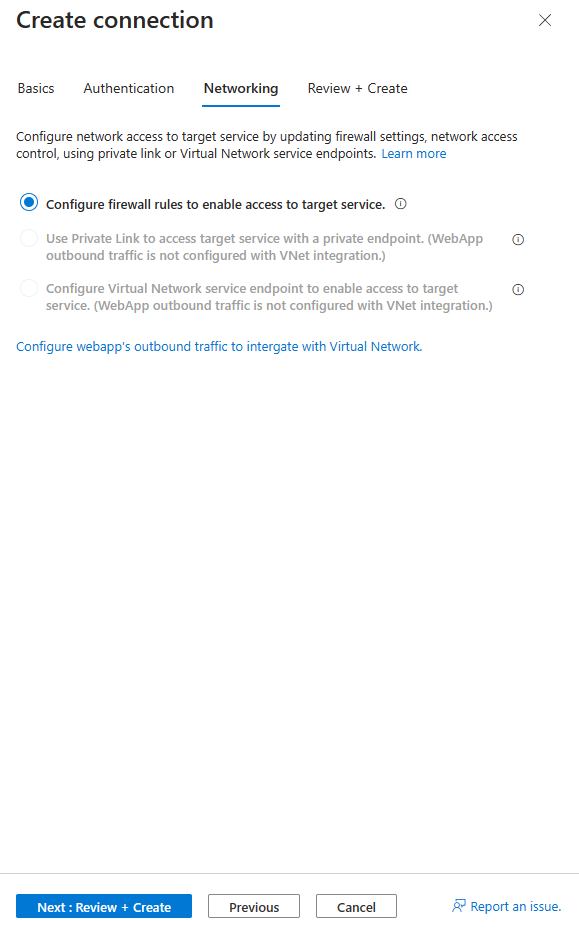 Create connection
Basics Authentication Networking Review + Create
Configure network access to target service by updating firewall settings, network access
control, using private link or Virtual Network service endpoints. Learn more
Configure firewall rules to enable access to target service.
Use Private Link to access target service with a private endpoint. (WebApp
outbound traffic is not configured with VNet integration.)
Configure Virtual Network service endpoint to enable access to target
service. (WebApp outbound traffic is not configured with VNet integration.)
Configure webapp's outbound traffic to intergate with Virtual Network.
Next : Review + Create Previous Cancel Report an issue.